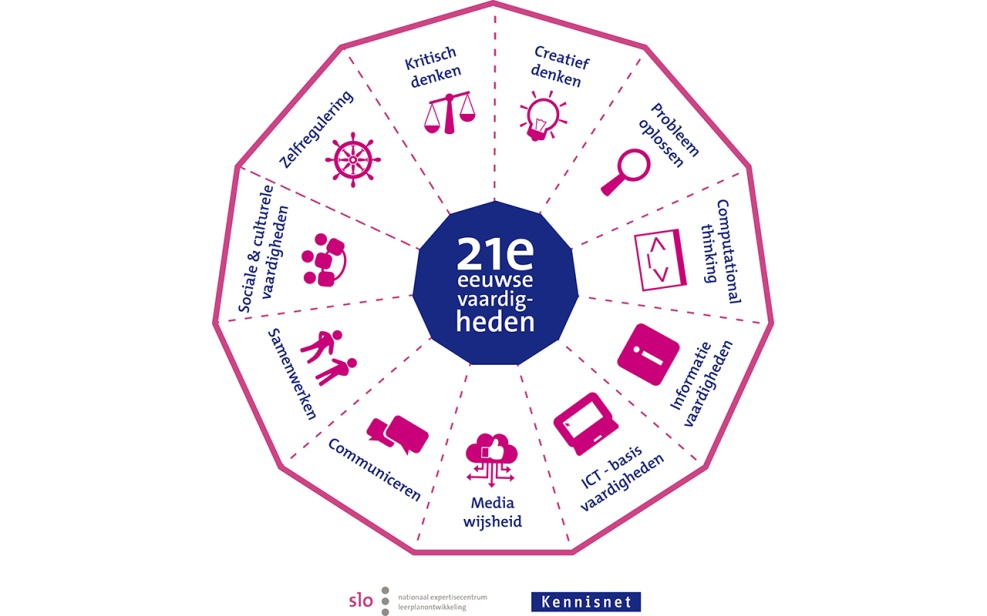 Kritisch
denken
Creatief
denken
Probleem
oplossen
Computational
thinking
Informatie
vaardigheden
ICT - basis
vaardigheden
Media
wijsheid
Communiceren
Samenwerken
Sociale & culturele
vaardigheden
Zelfregulering
21e
eeuwse
vaardig-
heden
slo
nationaal expertisecentrum
leerplanontwikkeling
Kennisnet